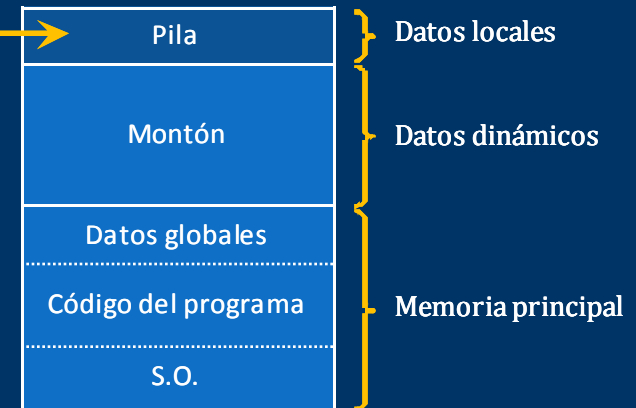 Pila
Datos locales
Montón
Datos dinámicos
Datos globales
Código del programa
Memoria principal
S.O.